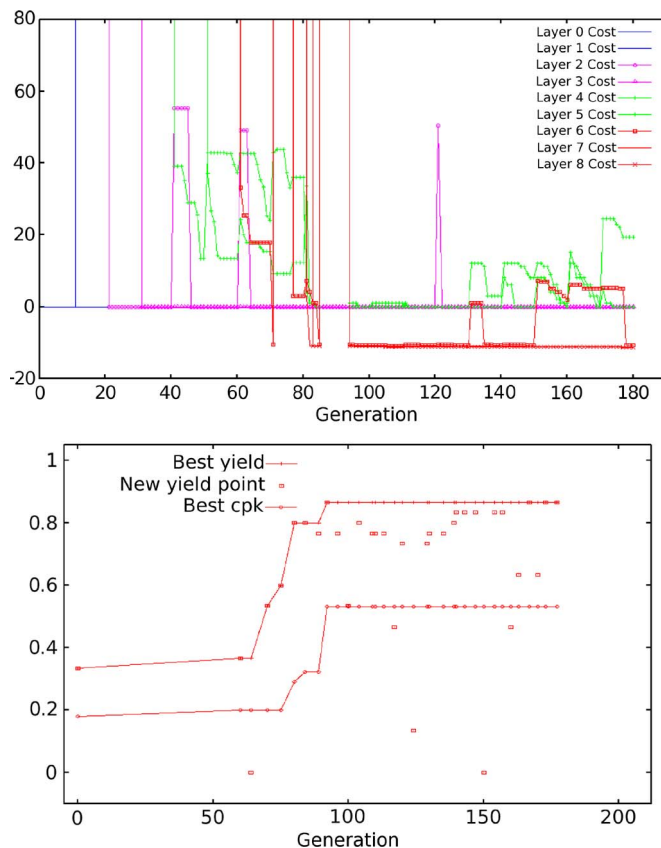 80
60
40
20
0
-20
0 20 40 60 80 100 120 140 160 180
Generation
Layer 0 Cost
Layer 1 Cost
Layer 2 Cost
Layer 3 Cost
Layer 4 Cost
Layer 5 Cost
Layer 6 Cost
Layer 7 Cost
Layer 8 Cost
1
0.8
0.6
0.4
0.2
0
0 50 100 150 200
Generation
Best yield
New yield point
Best cpk